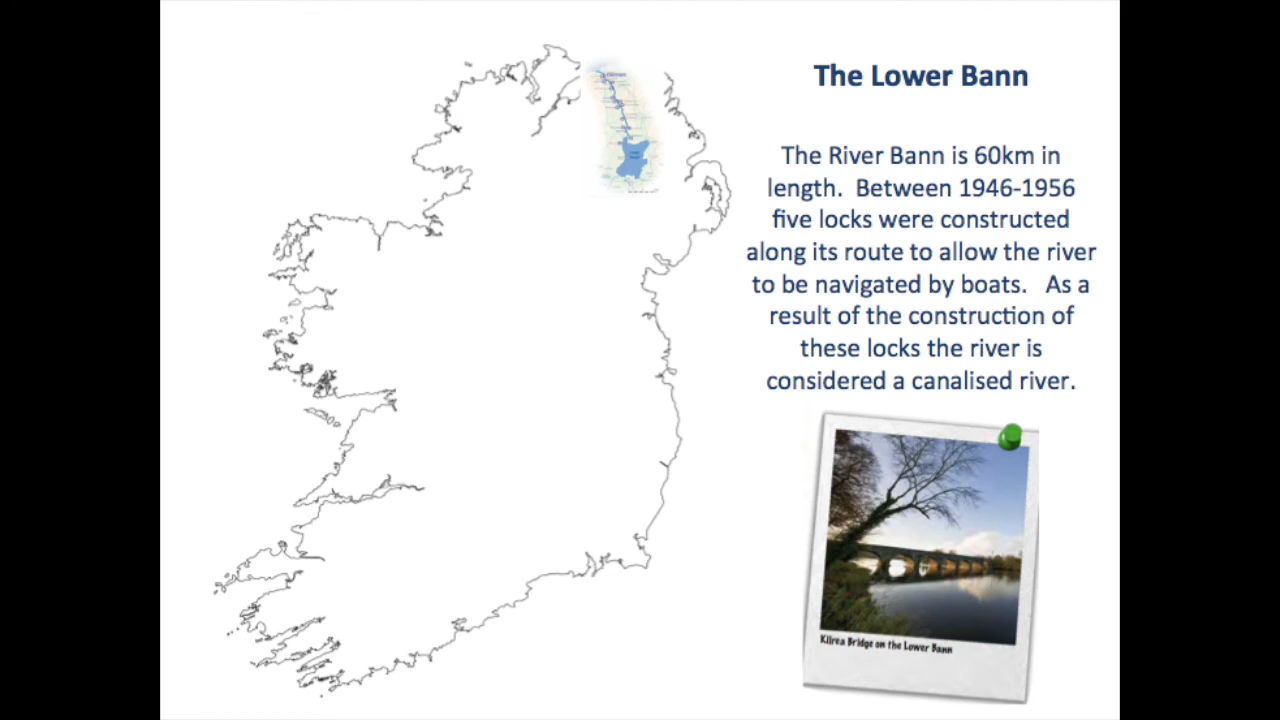 The Lower Bann
The River Bann is 60km in
length. Between 1946-1956
five locks were constructed
along its route to allow the river
to be navigated by boats. As a
result of the construction of
these locks the river is
considered a canalised river.
Kilrea Bridge on the Lower Bann